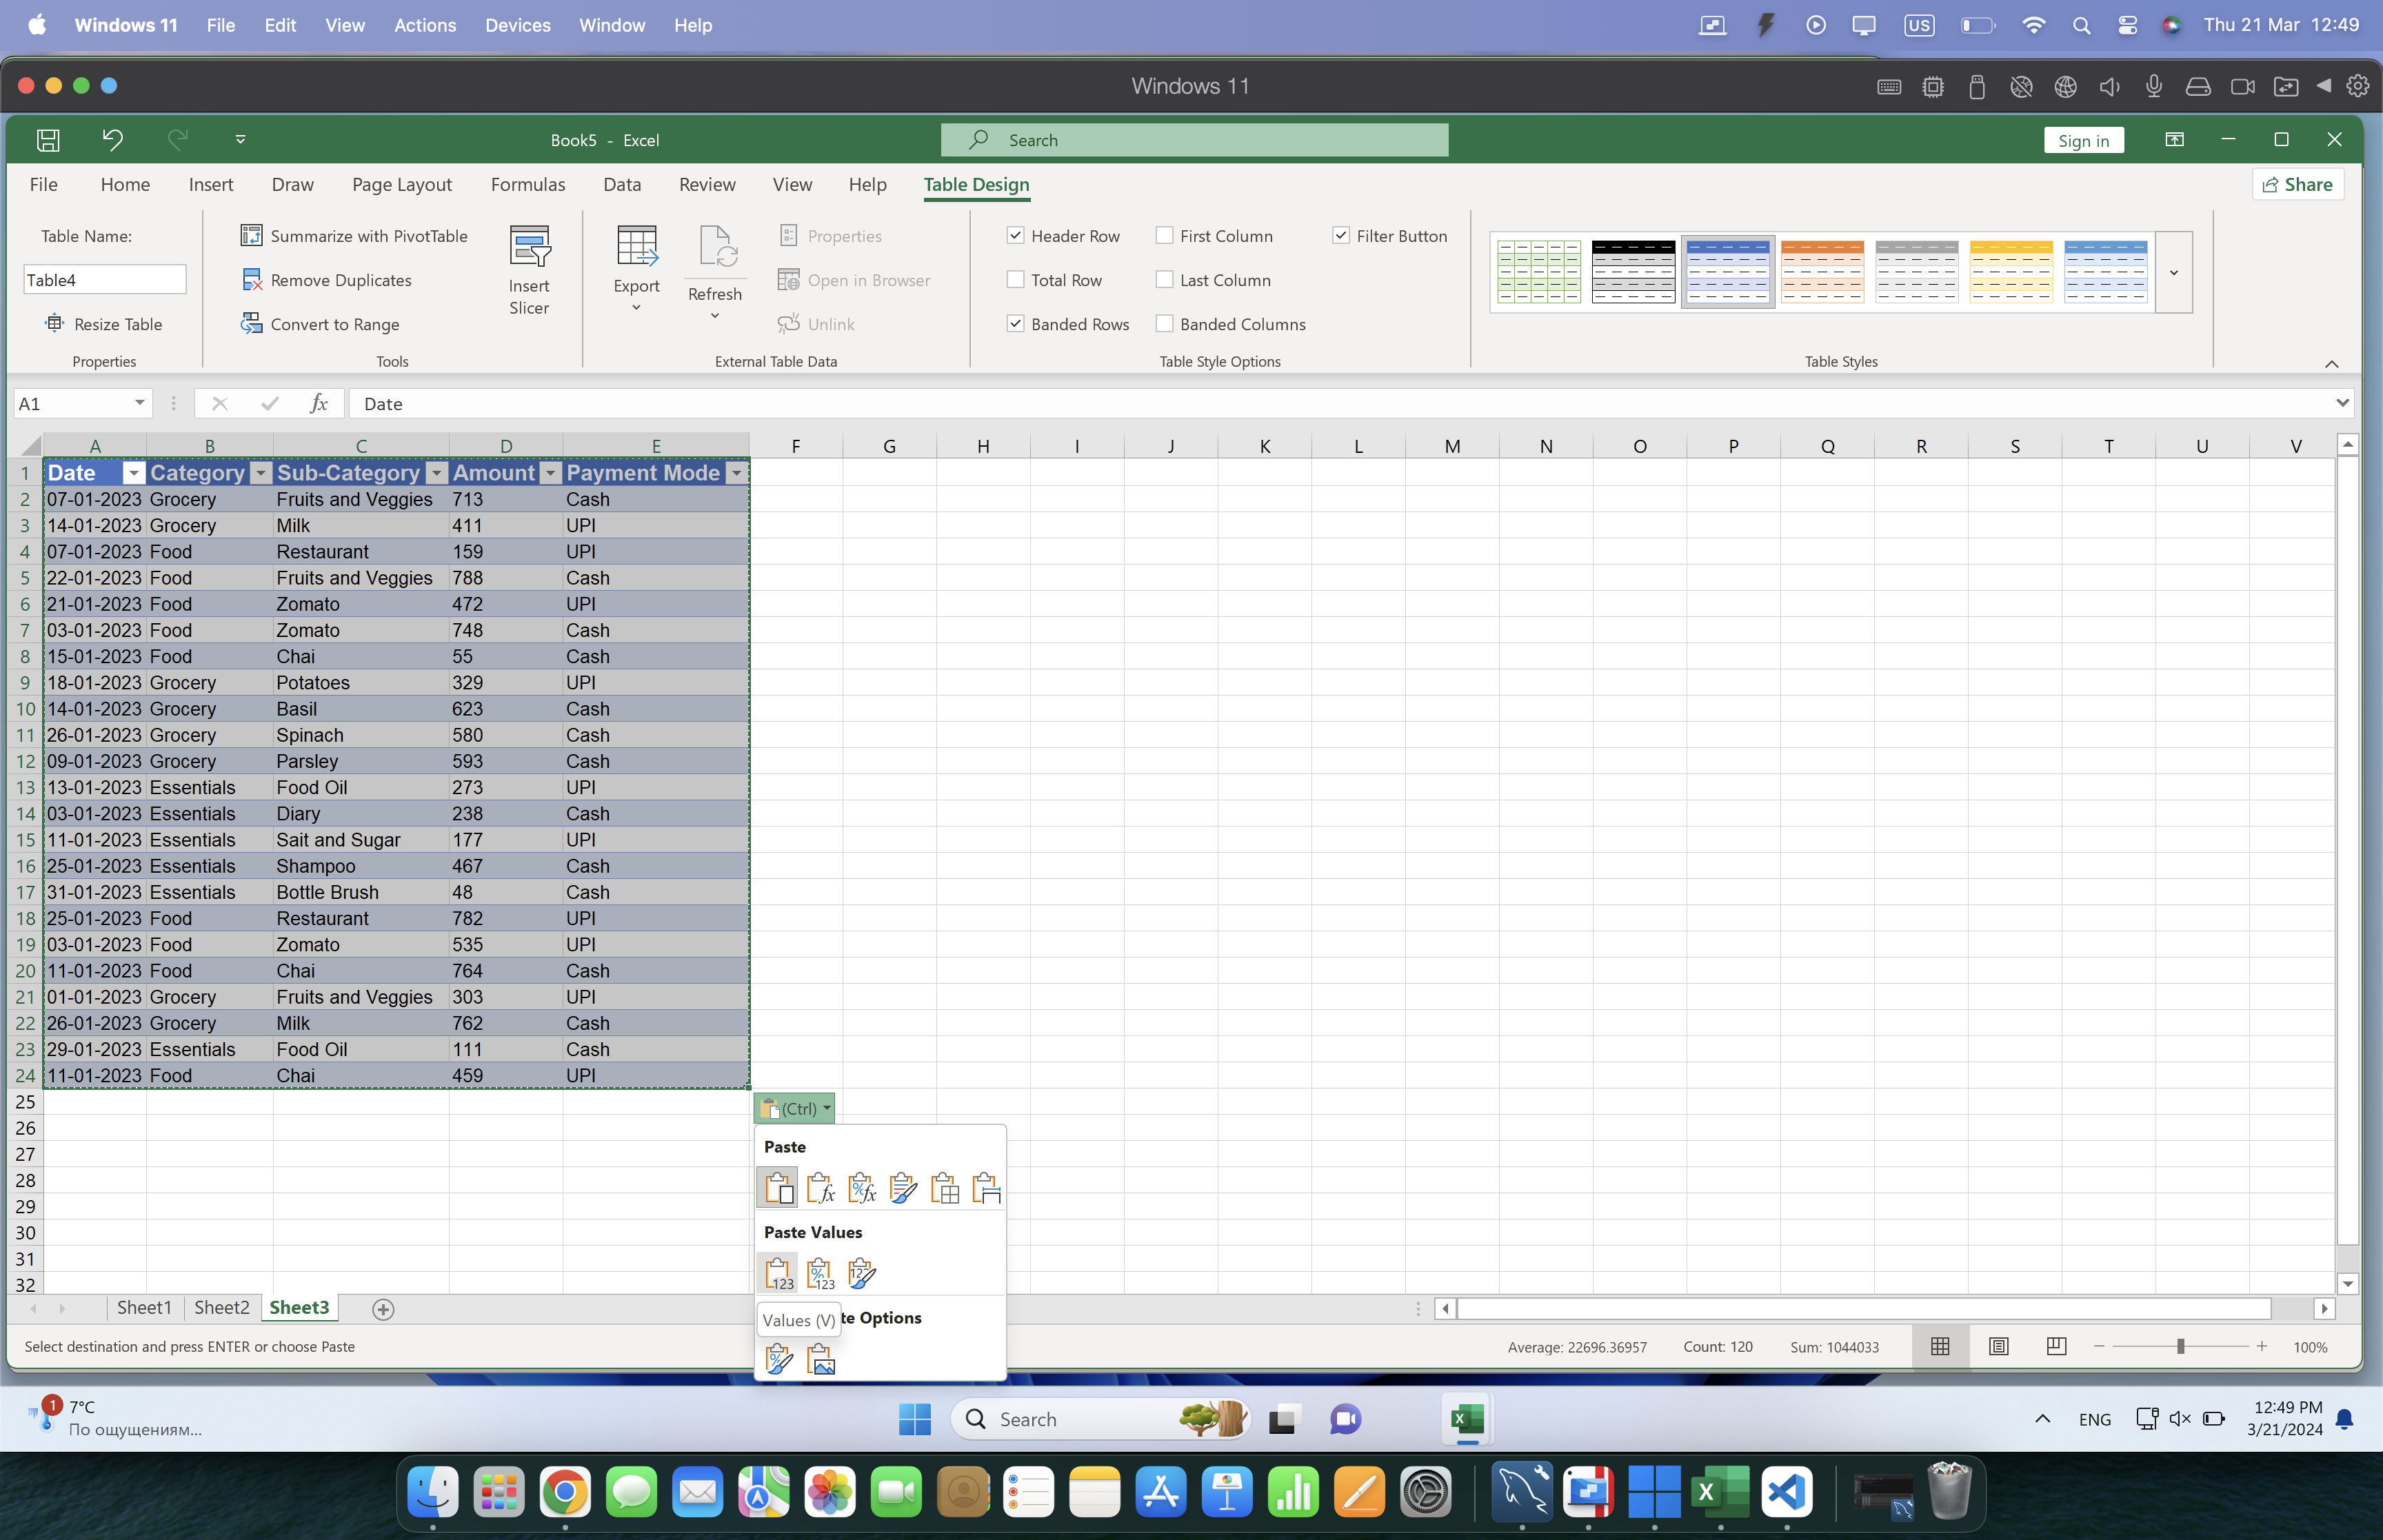 Windows 11 File Edit View Actions Devices Window Help US Thu 21 Mar 12:49
Windows 11
Book5 - Excel Search Sign in
File Home Insert Draw Page Layout Formulas Data Review View Help Table Design Share
Table Name:
Table4
Resize Table
Properties
Summarize with PivotTable
Remove Duplicates
Convert to Range
Insert
Slicer
Tools
Export
Refresh
Properties
Open in Browser
Unlink
External Table Data
Header Row First Column Filter Button
Total Row Last Column
Banded Rows Banded Columns
Table Style Options
Table Styles
A1 fx Date
A B C D E F G H I J K L M N O P Q R S T U V
1 Date Category Sub-Category Amount Payment Mode
2 07-01-2023 Grocery Fruits and Veggies 713 Cash
3 14-01-2023 Grocery Milk 411 UPI
4 07-01-2023 Food Restaurant 159 UPI
5 22-01-2023 Food Fruits and Veggies 788 Cash
6 21-01-2023 Food Zomato 472 UPI
7 03-01-2023 Food Zomato 748 Cash
8 15-01-2023 Food Chai 55 Cash
9 18-01-2023 Grocery Potatoes 329 UPI
10 14-01-2023 Grocery Basil 623 Cash
11 26-01-2023 Grocery Spinach 580 Cash
12 09-01-2023 Grocery Parsley 593 Cash
13 13-01-2023 Essentials Food Oil 273 UPI
14 03-01-2023 Essentials Diary 238 Cash
15 11-01-2023 Essentials Sait and Sugar 177 UPI
16 25-01-2023 Essentials Shampoo 467 Cash
17 31-01-2023 Essentials Bottle Brush 48 Cash
18 25-01-2023 Food Restaurant 782 UPI
19 03-01-2023 Food Zomato 535 UPI
20 11-01-2023 Food Chai 764 Cash
21 01-01-2023 Grocery Fruits and Veggies 303 UPI
22 26-01-2023 Grocery Milk 762 Cash
23 29-01-2023 Essentials Food Oil 111 Cash
24 11-01-2023 Food Chai 459 UPI
25
26
27
28
29
30
31
32
(Ctrl)
Paste
fx %fx
Paste Values
123 %123 123
Values (V) te Options
Sheet1 Sheet2 Sheet3
Select destination and press ENTER or choose Paste Average: 22696.36957 Count: 120 Sum: 1044033 100%
1 7°C
По ощущениям...
Search
ENG
12:49 PM
3/21/2024